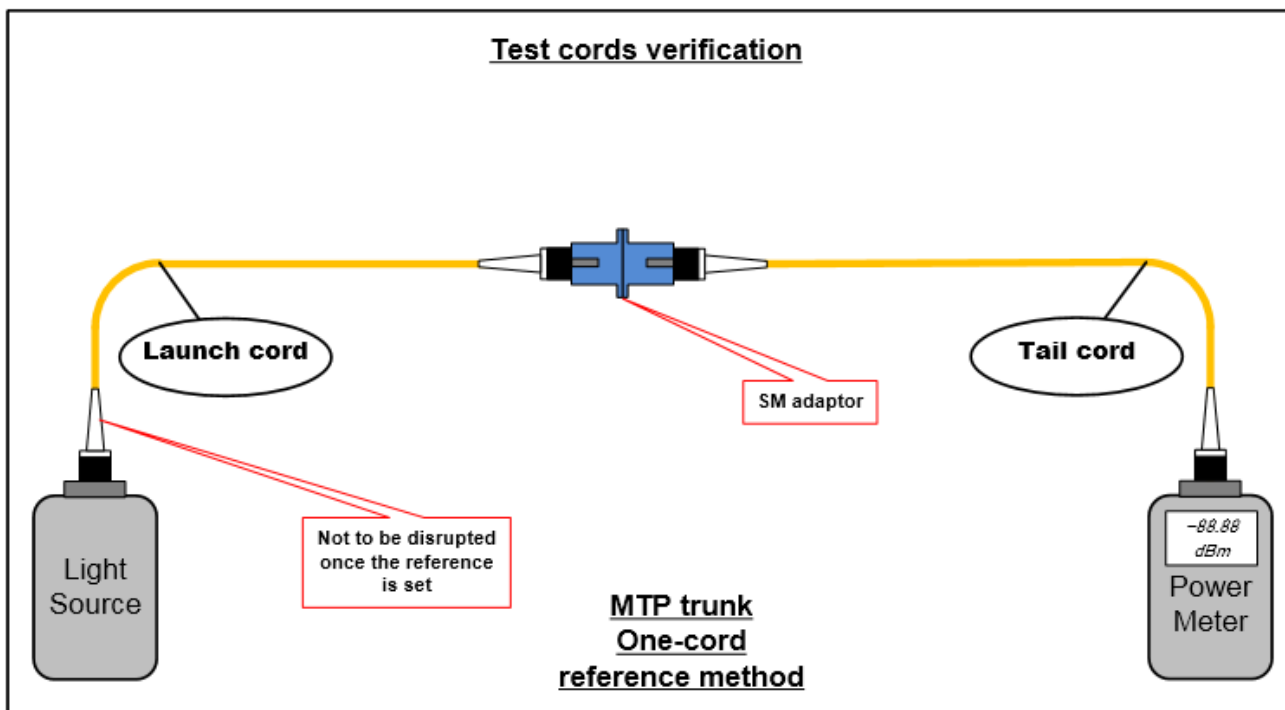 Test cords verification
Launch cord
Tail cord
SM adaptor
Not to be disrupted
once the reference
is set
Light
Source
-88.88
dBm
Power
Meter
MTP trunk
One-cord
reference method